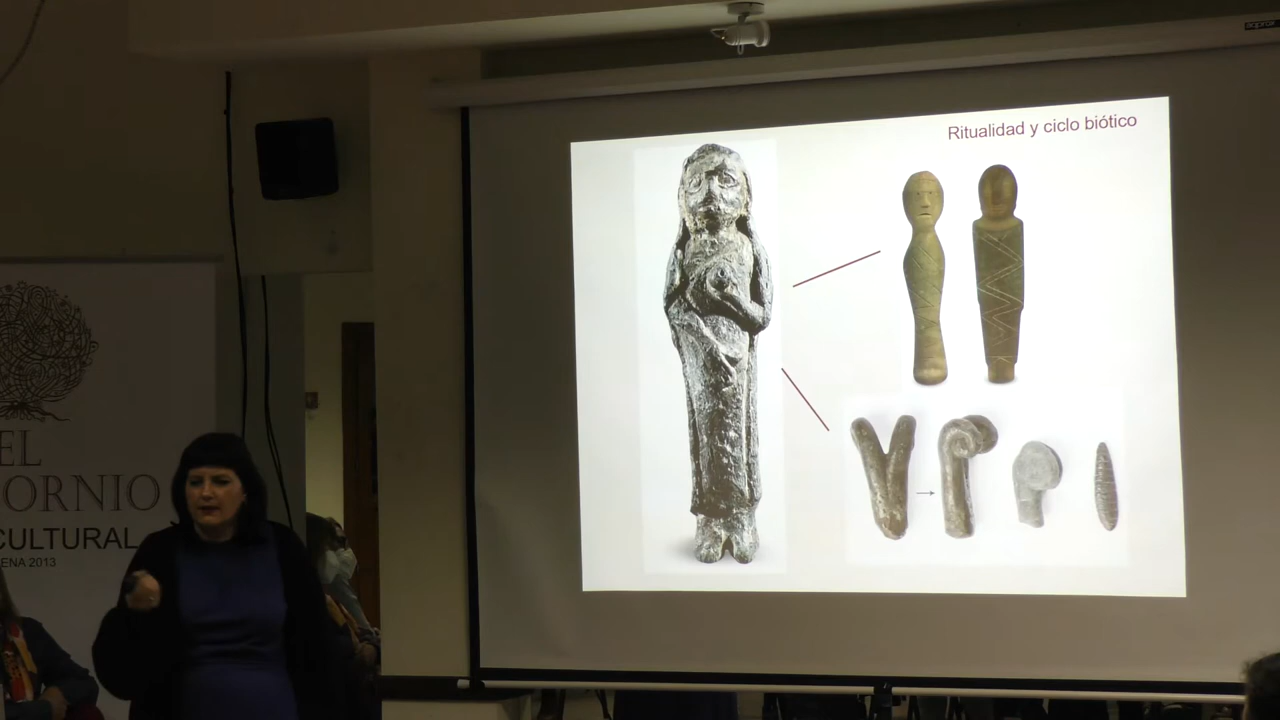 Ritualidad y ciclo biótico
EL
ORNIO
CULTURAL
ENA 2013